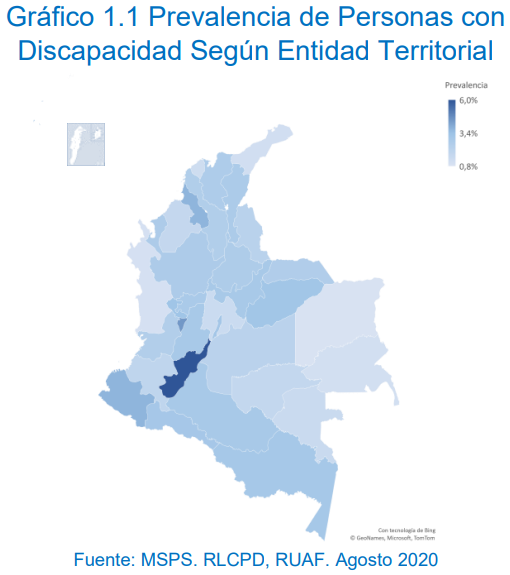 Gráfico 1.1 Prevalencia de Personas con
Discapacidad Según Entidad Territorial
Prevalencia
6,0%
3,4%
0,8%
Con tecnología de Bing
© GeoNames, Microsoft, TomTom
Fuente: MSPS. RLCPD, RUAF. Agosto 2020